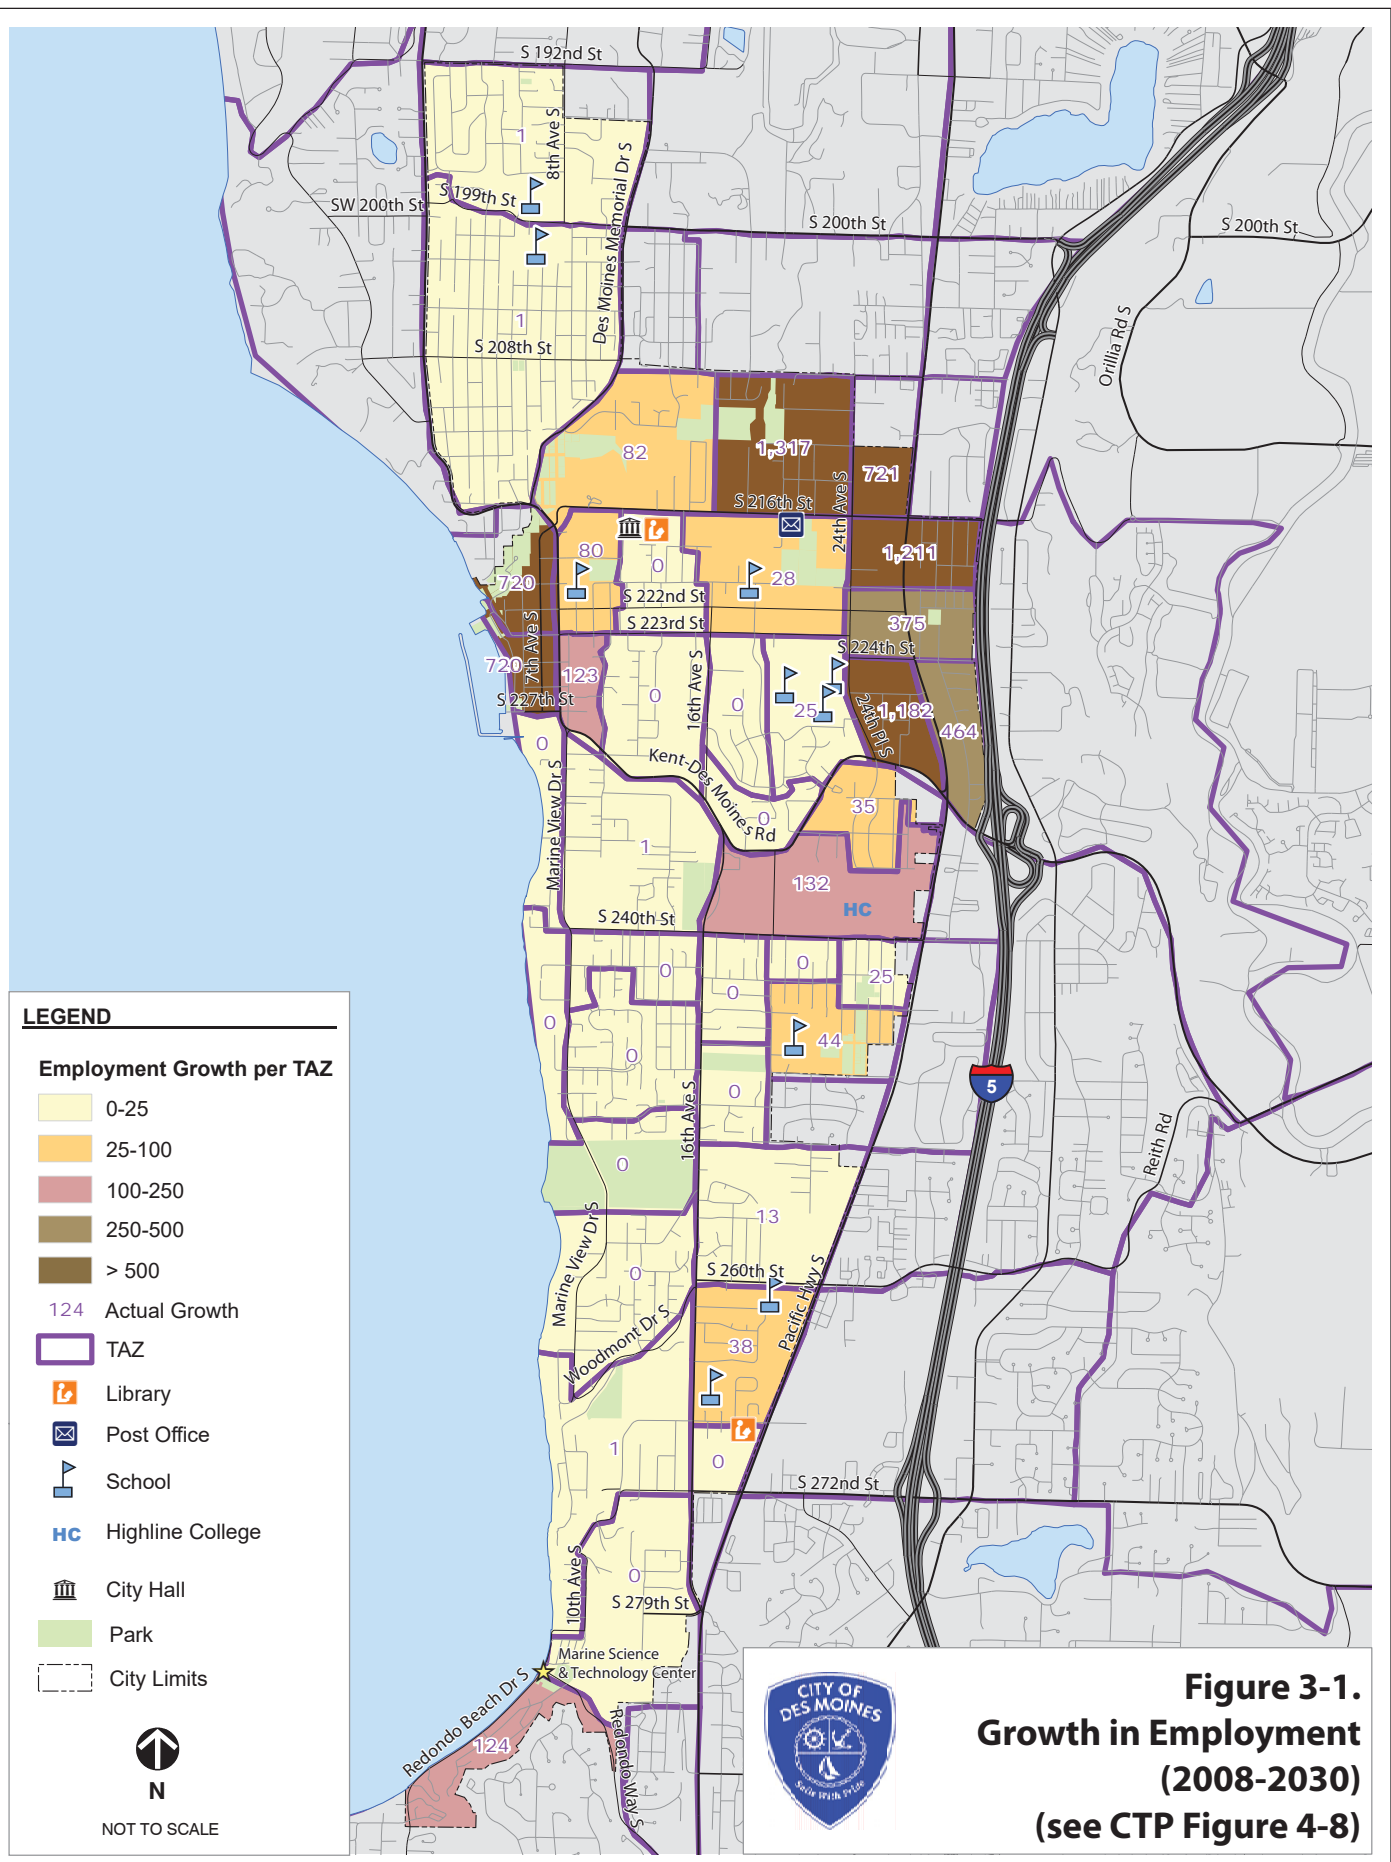 S 192nd St
1
8th Ave S
Des Moines Memorial Dr S
S 199th St
SW 200th St
S 200th St
S 200th St
1
S 208th St
Orillia Rd S
82
1,317
721
S 216th St
24th Ave S
1,211
80
0
28
720
S 222nd St
S 223rd St
375
S 224th St
7th Ave S
720
123
0
16th Ave S
0
25
24th Pl S
1,182
464
S 227th St
0
Kent-Des Moines Rd
Marine View Dr S
35
0
1
132
HC
S 240th St
0
0
0
25
0
0
44
0
16th Ave S
5
Reith Rd
0
13
Marine View Dr S
0
S 260th St
Pacific Hwy S
Woodmont Dr S
38
1
0
S 272nd St
10th Ave S
0
S 279th St
Marine Science
& Technology Center
Redondo Beach Dr S
124
Redondo Way S
LEGEND
Employment Growth per TAZ
0-25
25-100
100-250
250-500
> 500
124 Actual Growth
TAZ
Library
Post Office
School
HC Highline College
City Hall
Park
City Limits
N
NOT TO SCALE
CITY OF
DES MOINES
Sails With Pride
Figure 3-1.
Growth in Employment
(2008-2030)
(see CTP Figure 4-8)